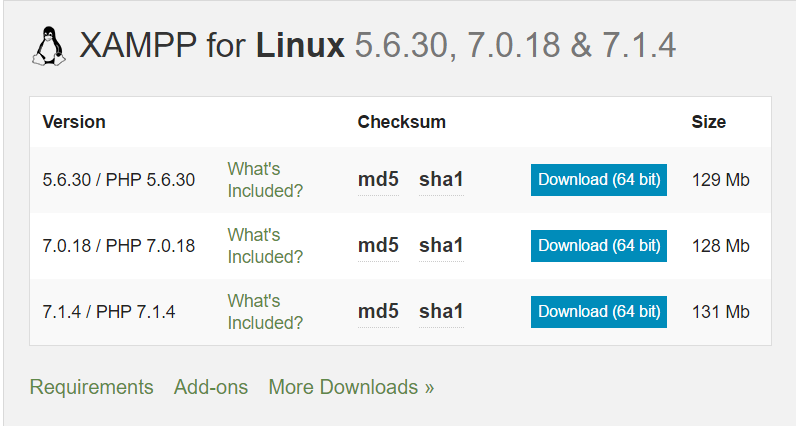 XAMPP for Linux 5.6.30, 7.0.18 & 7.1.4
Version Checksum Size
5.6.30 / PHP 5.6.30 What's Included? md5 sha1 Download (64 bit) 129 Mb
7.0.18 / PHP 7.0.18 What's Included? md5 sha1 Download (64 bit) 128 Mb
7.1.4 / PHP 7.1.4 What's Included? md5 sha1 Download (64 bit) 131 Mb
Requirements Add-ons More Downloads »